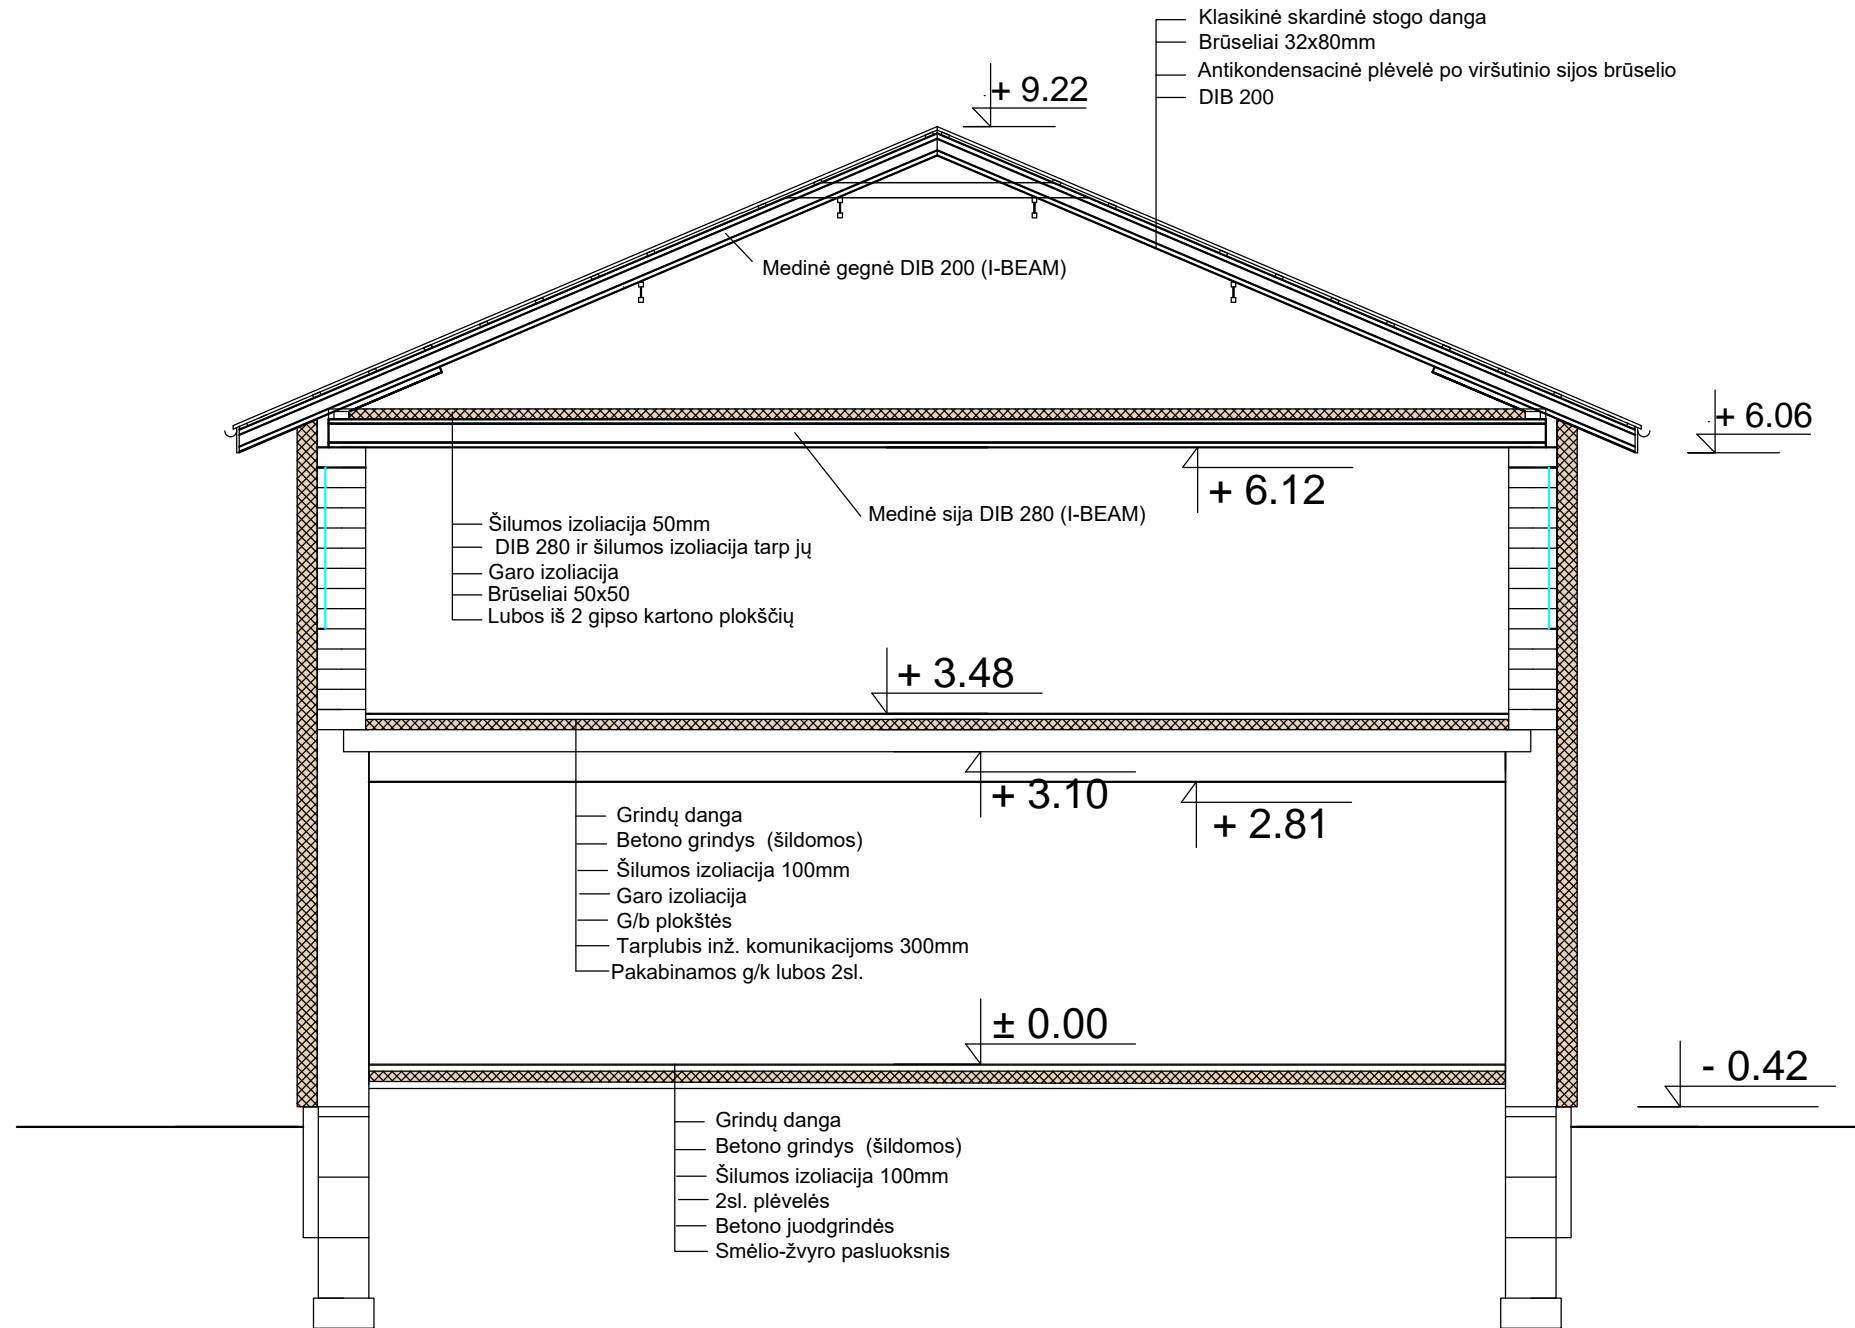 Klasikinė skardinė stogo danga
Brūseliai 32x80mm
Antikondensacinė plėvelė po viršutinio sijos brūselio
DIB 200
+ 9.22
Medinė gegnė DIB 200 (I-BEAM)
+ 6.06
+ 6.12
Medinė sija DIB 280 (I-BEAM)
Šilumos izoliacija 50mm
DIB 280 ir šilumos izoliacija tarp jų
Garo izoliacija
Brūseliai 50x50
Lubos iš 2 gipso kartono plokščių
+ 3.48
+ 3.10
+ 2.81
Grindų danga
Betono grindys (šildomos)
Šilumos izoliacija 100mm
Garo izoliacija
G/b plokštės
Tarplubis inž. komunikacijoms 300mm
Pakabinamos g/k lubos 2sl.
± 0.00
- 0.42
Grindų danga
Betono grindys (šildomos)
Šilumos izoliacija 100mm
2sl. plėvelės
Betono juodgrindės
Smėlio-žvyro pasluoksnis